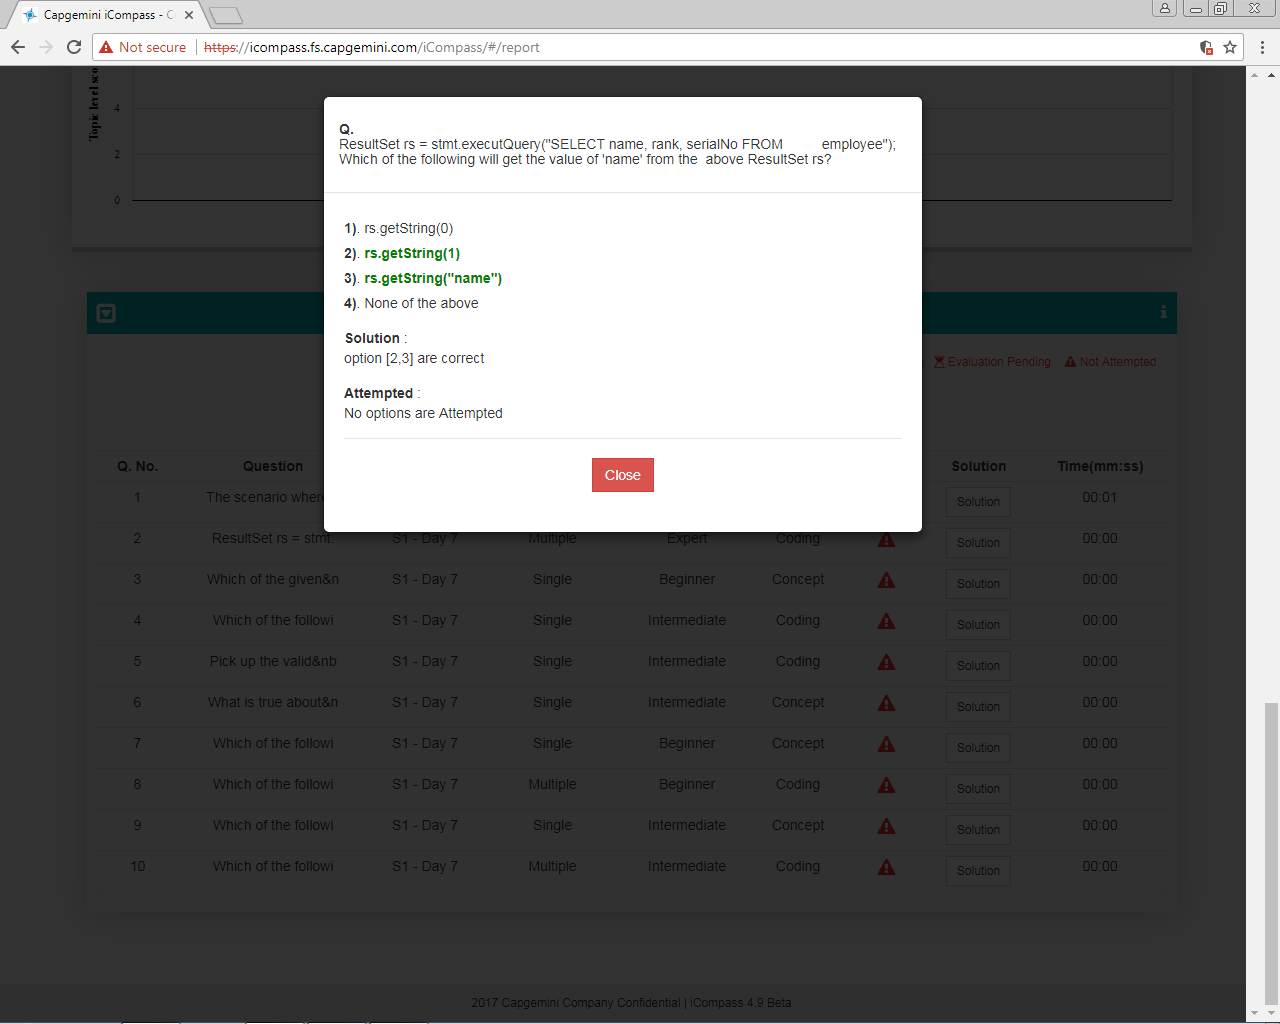 Capgemini iCompass - C
Not secure
https://icompass.fs.capgemini.com/iCompass/#/report
Topic level sco
4
2
0
Q.
ResultSet rs = stmt.executeQuery("SELECT name, rank, serialNo FROM employee");
Which of the following will get the value of 'name' from the above ResultSet rs?
1). rs.getString(0)
2). rs.getString(1)
3). rs.getString("name")
4). None of the above
Solution :
option [2,3] are correct
Attempted :
No options are Attempted
Close
Evaluation Pending Not Attempted
Q. No. Question Solution Time(mm:ss)
1 The scenario wher Solution 00:01
2 ResultSet rs = stmt. S1 - Day 7 Multiple Expert Coding Solution 00:00
3 Which of the given&n S1 - Day 7 Single Beginner Concept Solution 00:00
4 Which of the followi S1 - Day 7 Single Intermediate Coding Solution 00:00
5 Pick up the valid&nb S1 - Day 7 Single Intermediate Coding Solution 00:00
6 What is true about&n S1 - Day 7 Single Intermediate Concept Solution 00:00
7 Which of the followi S1 - Day 7 Single Beginner Concept Solution 00:00
8 Which of the followi S1 - Day 7 Multiple Beginner Coding Solution 00:00
9 Which of the followi S1 - Day 7 Single Intermediate Concept Solution 00:00
10 Which of the followi S1 - Day 7 Multiple Intermediate Coding Solution 00:00
2017 Capgemini Company Confidential | iCompass 4.9 Beta